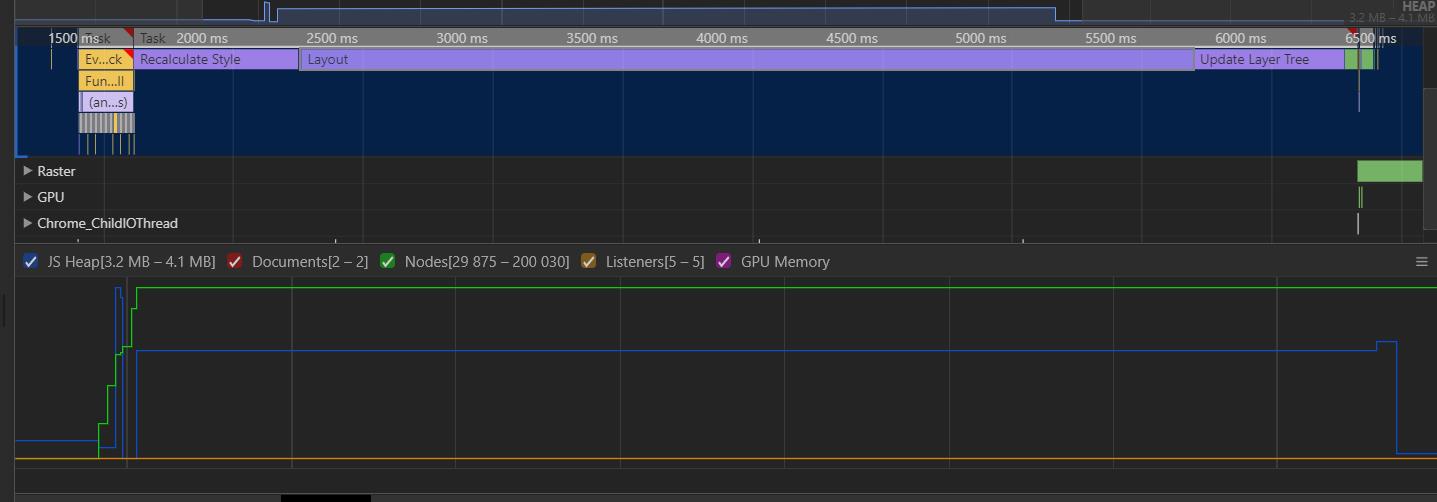 HEAP
3.2 MB – 4.1 MB
Task Task
1500 ms 2000 ms 2500 ms 3000 ms 3500 ms 4000 ms 4500 ms 5000 ms 5500 ms 6000 ms 6500 ms
Ev...ck Recalculate Style Layout Update Layer Tree
Fun...ll
(an...s)
Raster
GPU
Chrome_ChildIOThread
JS Heap[3.2 MB – 4.1 MB] Documents[2 – 2] Nodes[29 875 – 200 030] Listeners[5 – 5] GPU Memory